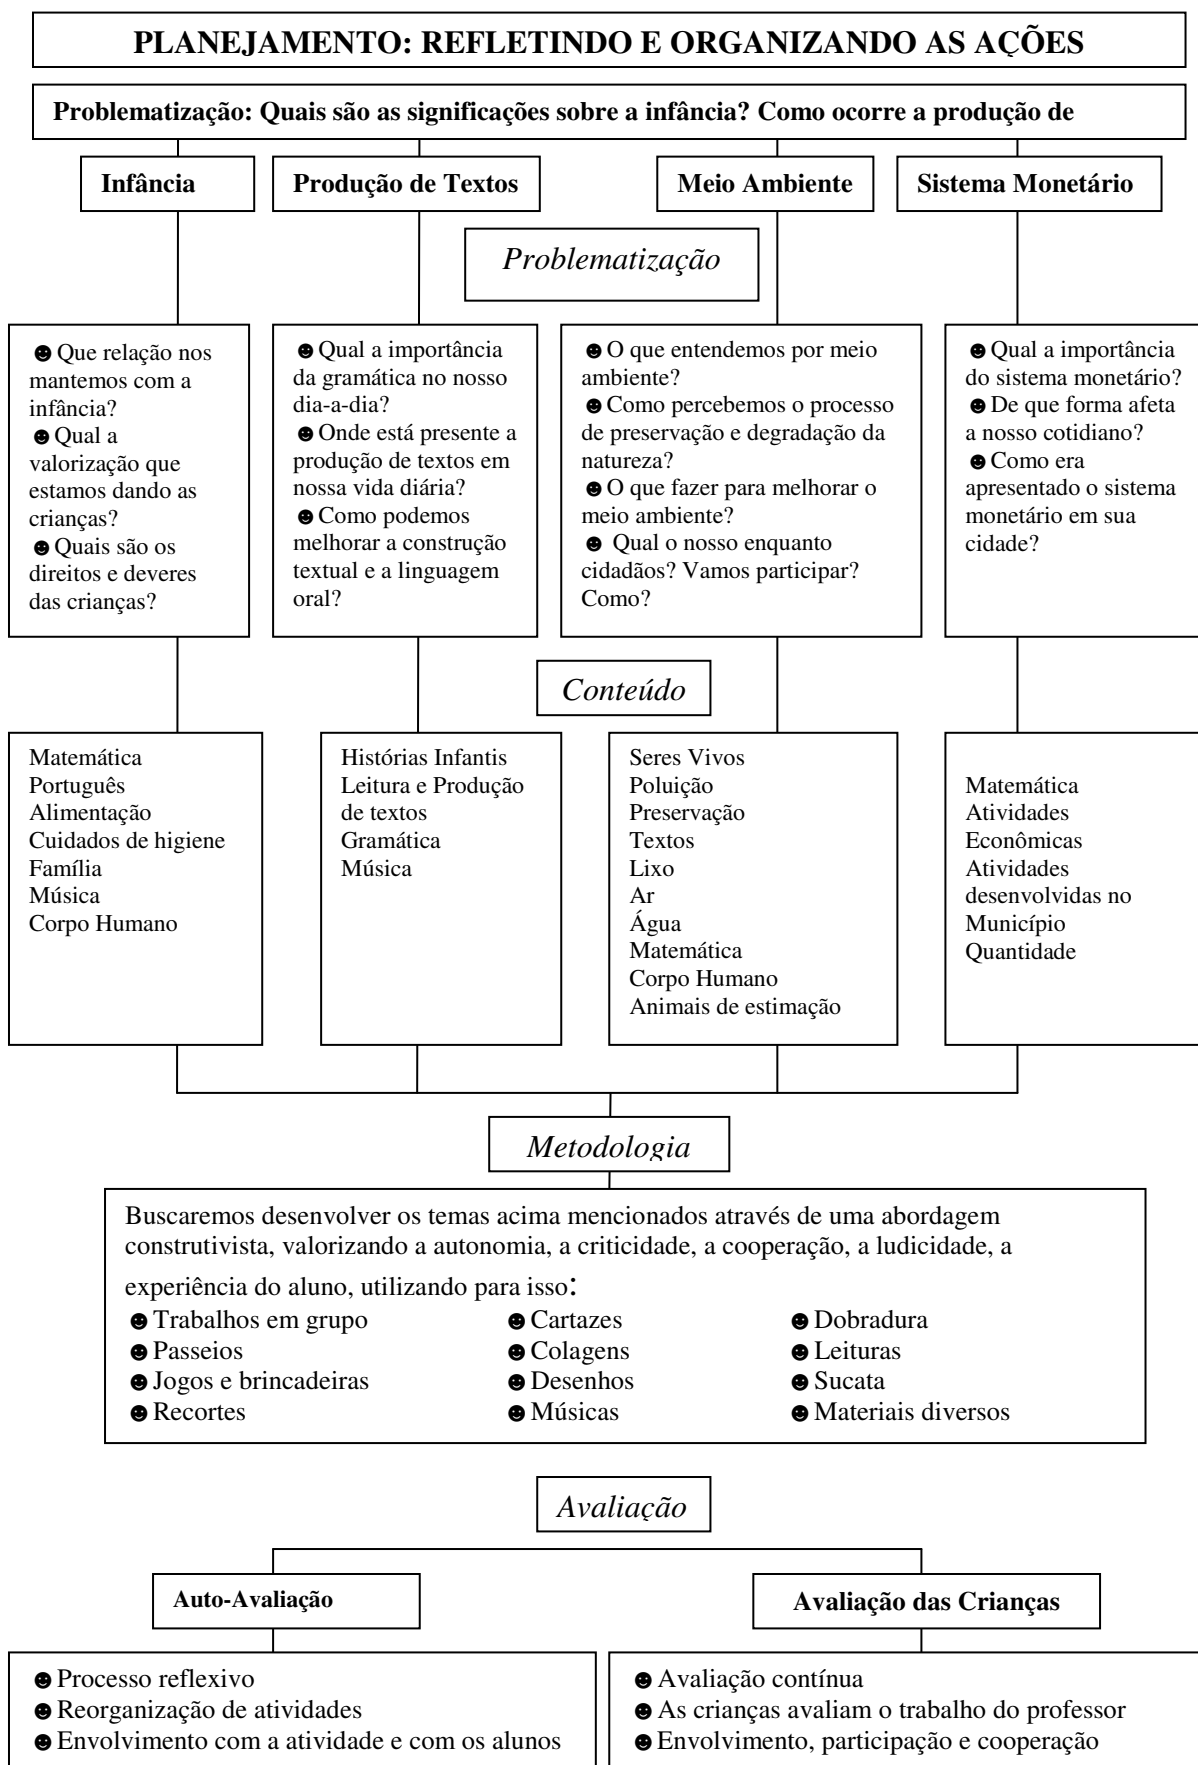 PLANEJAMENTO: REFLETINDO E ORGANIZANDO AS AÇÕES
Problematização: Quais são as significações sobre a infância? Como ocorre a produção de
Infância
Produção de Textos
Meio Ambiente
Sistema Monetário
Problematização
☻Que relação nos
mantemos com a
infância?
☻Qual a
valorização que
estamos dando as
crianças?
☻Quais são os
direitos e deveres
das crianças?
☻Qual a importância
da gramática no nosso
dia-a-dia?
☻Onde está presente a
produção de textos em
nossa vida diária?
☻Como podemos
melhorar a construção
textual e a linguagem
oral?
☻O que entendemos por meio
ambiente?
☻Como percebemos o processo
de preservação e degradação da
natureza?
☻O que fazer para melhorar o
meio ambiente?
☻ Qual o nosso enquanto
cidadãos? Vamos participar?
Como?
☻Qual a importância
do sistema monetário?
☻De que forma afeta
a nosso cotidiano?
☻Como era
apresentado o sistema
monetário em sua
cidade?
Conteúdo
Matemática
Português
Alimentação
Cuidados de higiene
Família
Música
Corpo Humano
Histórias Infantis
Leitura e Produção
de textos
Gramática
Música
Seres Vivos
Poluição
Preservação
Textos
Lixo
Ar
Água
Matemática
Corpo Humano
Animais de estimação
Matemática
Atividades
Econômicas
Atividades
desenvolvidas no
Município
Quantidade
Metodologia
Buscaremos desenvolver os temas acima mencionados através de uma abordagem
construtivista, valorizando a autonomia, a criticidade, a cooperação, a ludicidade, a
experiência do aluno, utilizando para isso:
☻Trabalhos em grupo ☻Cartazes ☻Dobradura
☻Passeios ☻Colagens ☻Leituras
☻Jogos e brincadeiras ☻Desenhos ☻Sucata
☻Recortes ☻Músicas ☻Materiais diversos
Avaliação
Auto-Avaliação
Avaliação das Crianças
☻Processo reflexivo
☻Reorganização de atividades
☻Envolvimento com a atividade e com os alunos
☻Avaliação contínua
☻As crianças avaliam o trabalho do professor
☻Envolvimento, participação e cooperação